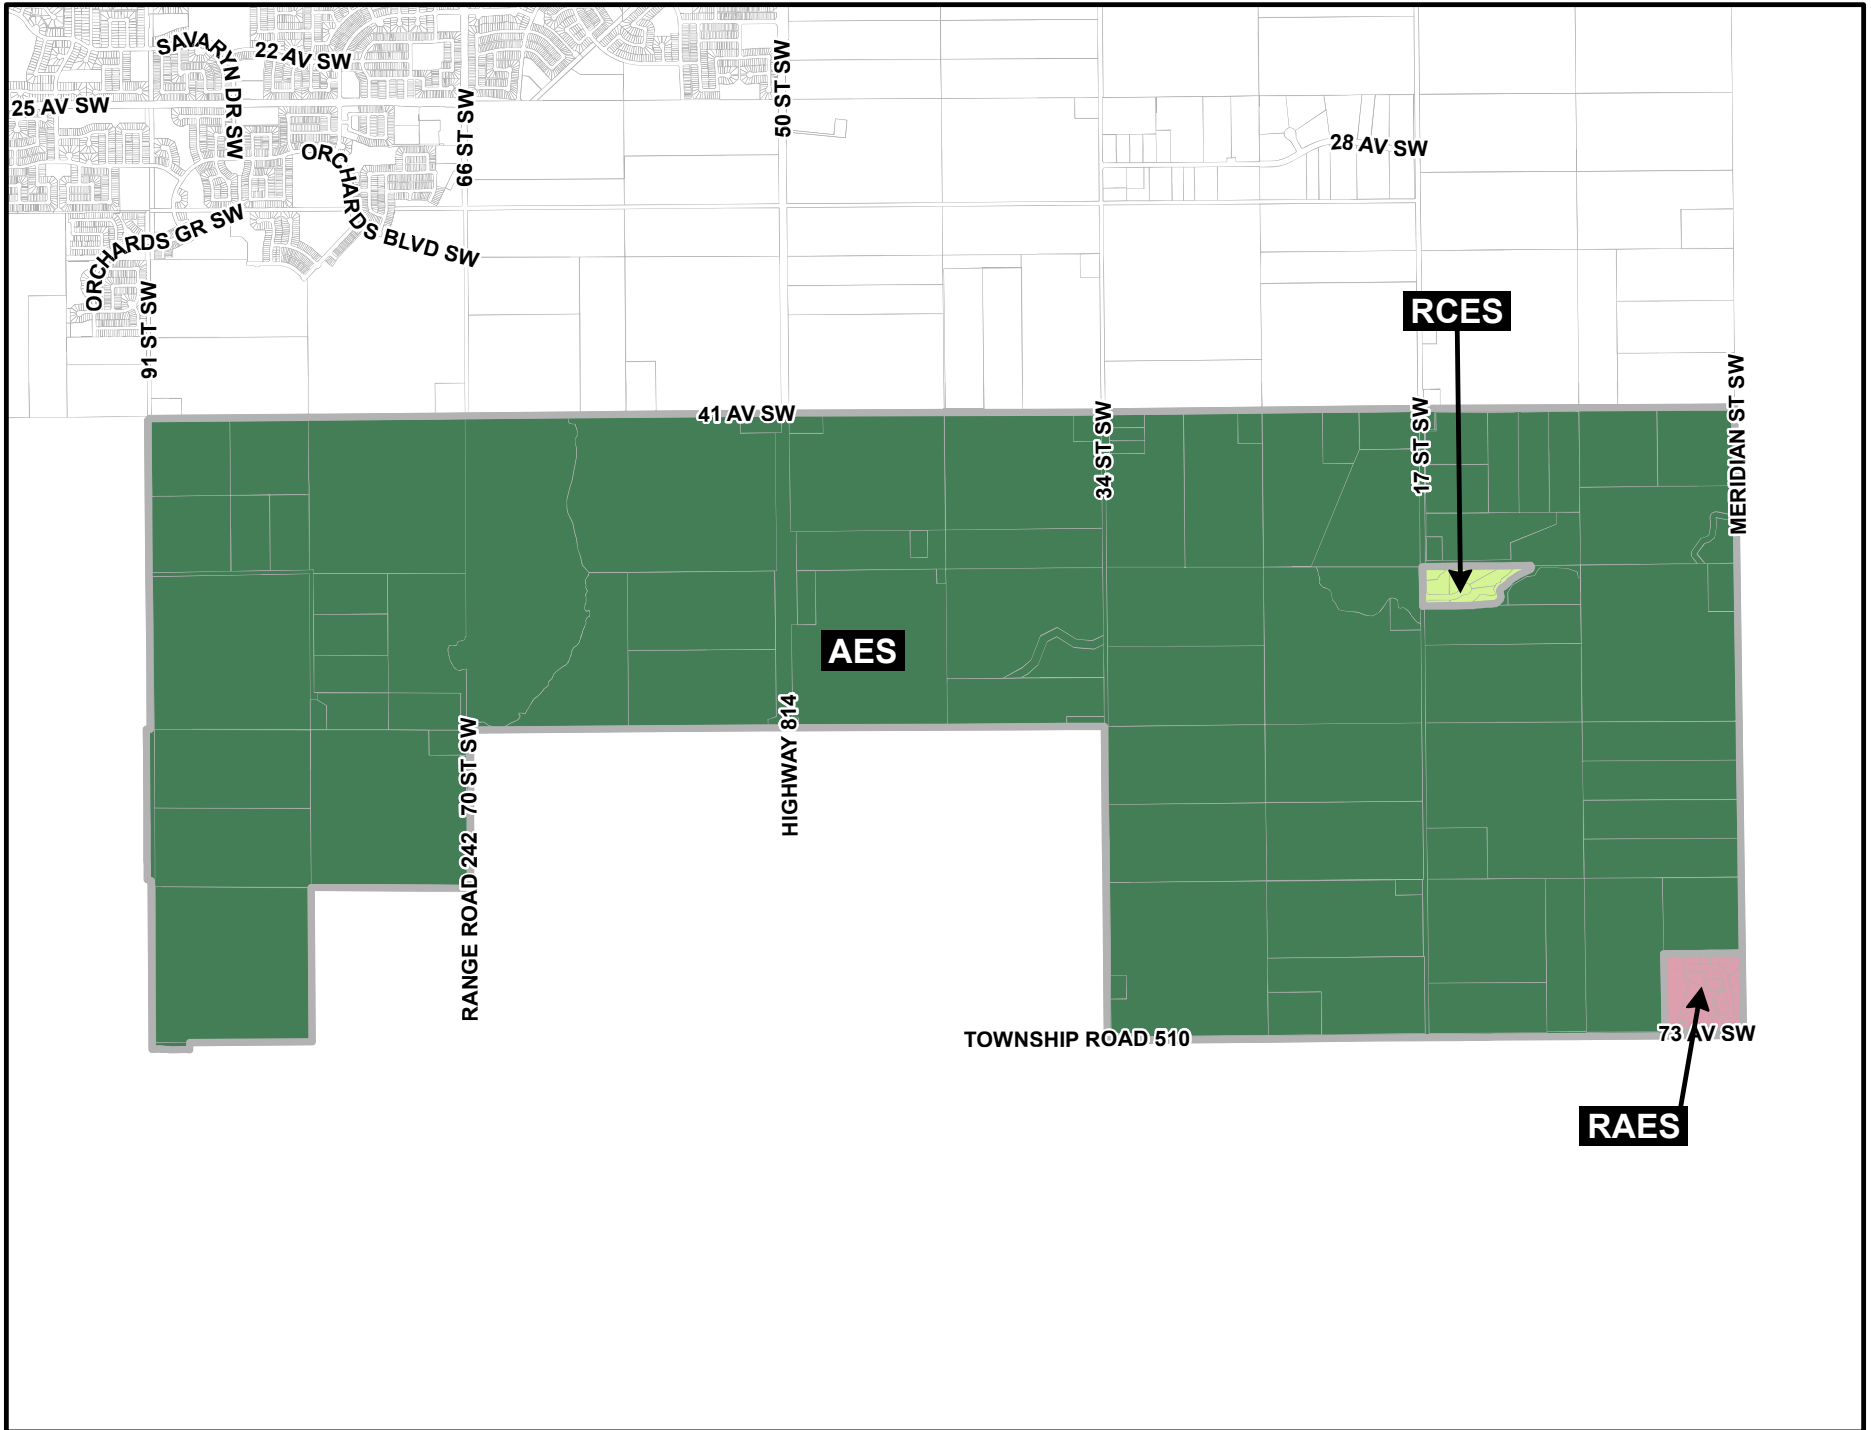 SAVARYN DR SW
22 AV SW
25 AV SW
50 ST SW
66 ST SW
ORCHARDS BLVD SW
28 AV SW
ORCHARDS GR SW
91 ST SW
RCES
41 AV SW
34 ST SW
17 ST SW
MERIDIAN ST SW
AES
HIGHWAY 814
RANGE ROAD 242 70 ST SW
TOWNSHIP ROAD 510
73 AV SW
RAES